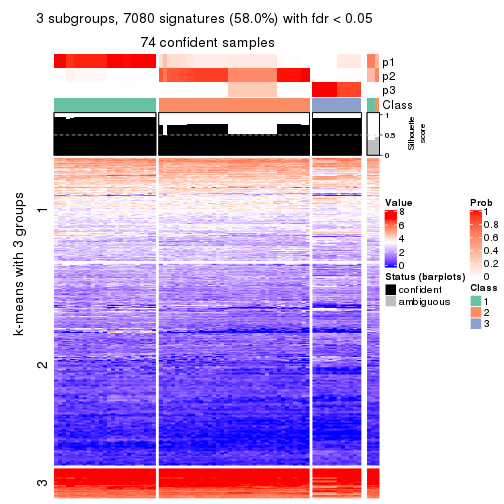 3 subgroups, 7080 signatures (58.0%) with fdr < 0.05
74 confident samples
p1
p2
p3
Class
1
0.5
0
Silhouette
score
k-means with 3 groups
1
2
3
Value
8
6
4
2
0
Status (barplots)
confident
ambiguous
Prob
1
0.8
0.6
0.4
0.2
0
Class
1
2
3